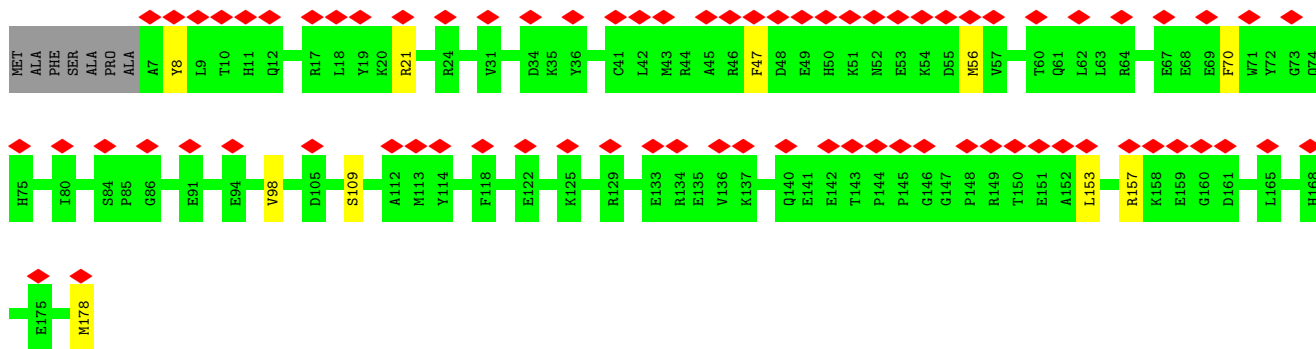 MET ALA PHE SER ALA PRO ALA A7 Y8 L9 T10 H11 Q12 R17 L18 Y19 K20 R21 R24 V31 D34 K35 Y36 C41 L42 M43 R44 A45 R46 F47 D48 E49 H50 K51 N52 E53 K54 D55 M56 V57 T60 Q61 L62 L63 R64 E67 E68 E69 F70 W71 Y72 G73 Q74
H75 I80 S84 P85 G86 E91 E94 V98 D105 S109 A112 M113 Y114 F118 E122 K125 R129 E133 R134 E135 V136 K137 Q140 E141 E142 T143 P144 P145 G146 G147 P148 R149 T150 E151 A152 L153 R157 K158 E159 G160 D161 L165 H168
E175 M178